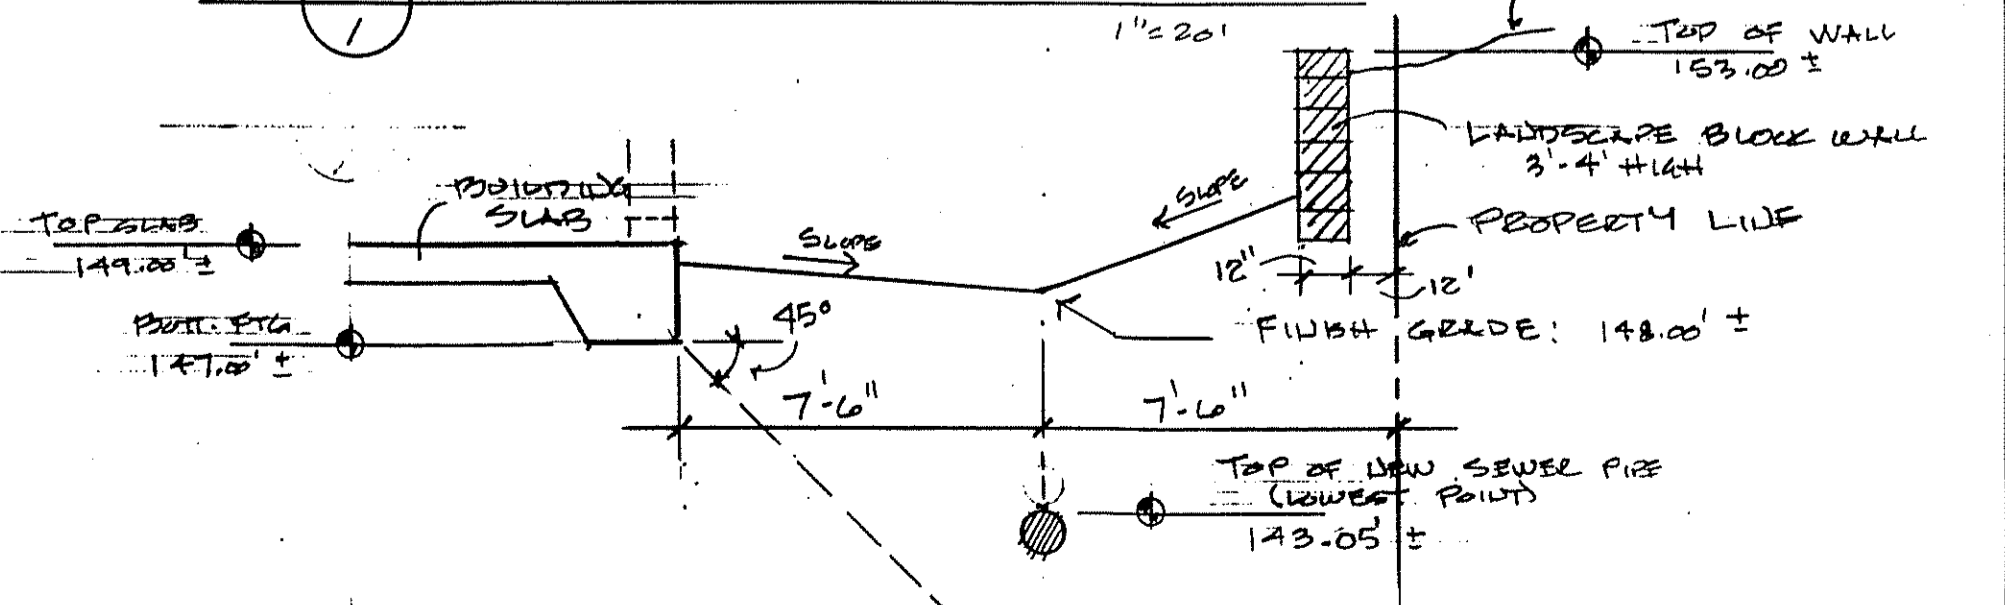 1
1"=20'
TOP OF WALL
153.00 ±
LANDSCAPE BLOCK WALL
3'-4' HIGH
SLOPE
BUILDING
SLAB
TOP SLAB
149.00' ±
PROPERTY LINE
SLOPE
12"
12'
BOTT. FTG
147.00' ±
45°
FINISH GRADE: 148.00' ±
7'-6"
7'-6"
TOP OF NEW SEWER PIPE
(LOWEST POINT)
143.05' ±